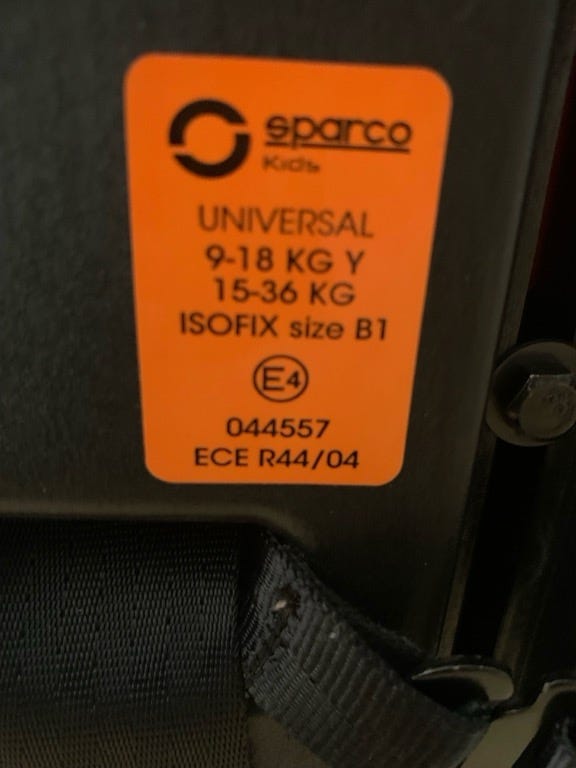 sparco
Kids
UNIVERSAL
9-18 KG Y
15-36 KG
ISOFIX size B1
E4
044557
ECE R44/04